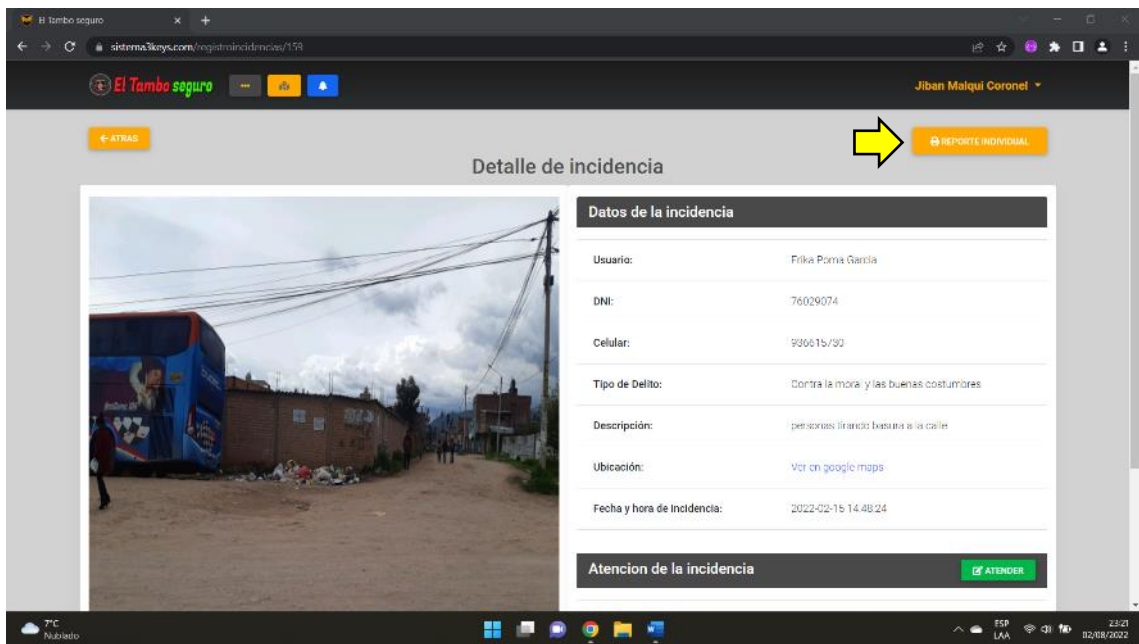 El Tambo seguro
sistema3keys.com/registroincidencias/159
El Tambo seguro
Jiban Malqui Coronel
ATRAS
REPORTE INDIVIDUAL
Detalle de incidencia
Datos de la incidencia
Usuario: Erika Poma Garcia
DNI: 76029074
Celular: 936615730
Tipo de Delito: Contra la moral y las buenas costumbres
Descripción: personas tirando basura a la calle
Ubicación: Ver en google maps
Fecha y hora de incidencia: 2022-02-15 14:48:24
Atencion de la incidencia
ATENDER
7°C
Nublado
ESP
LAA
23:21
02/08/2022